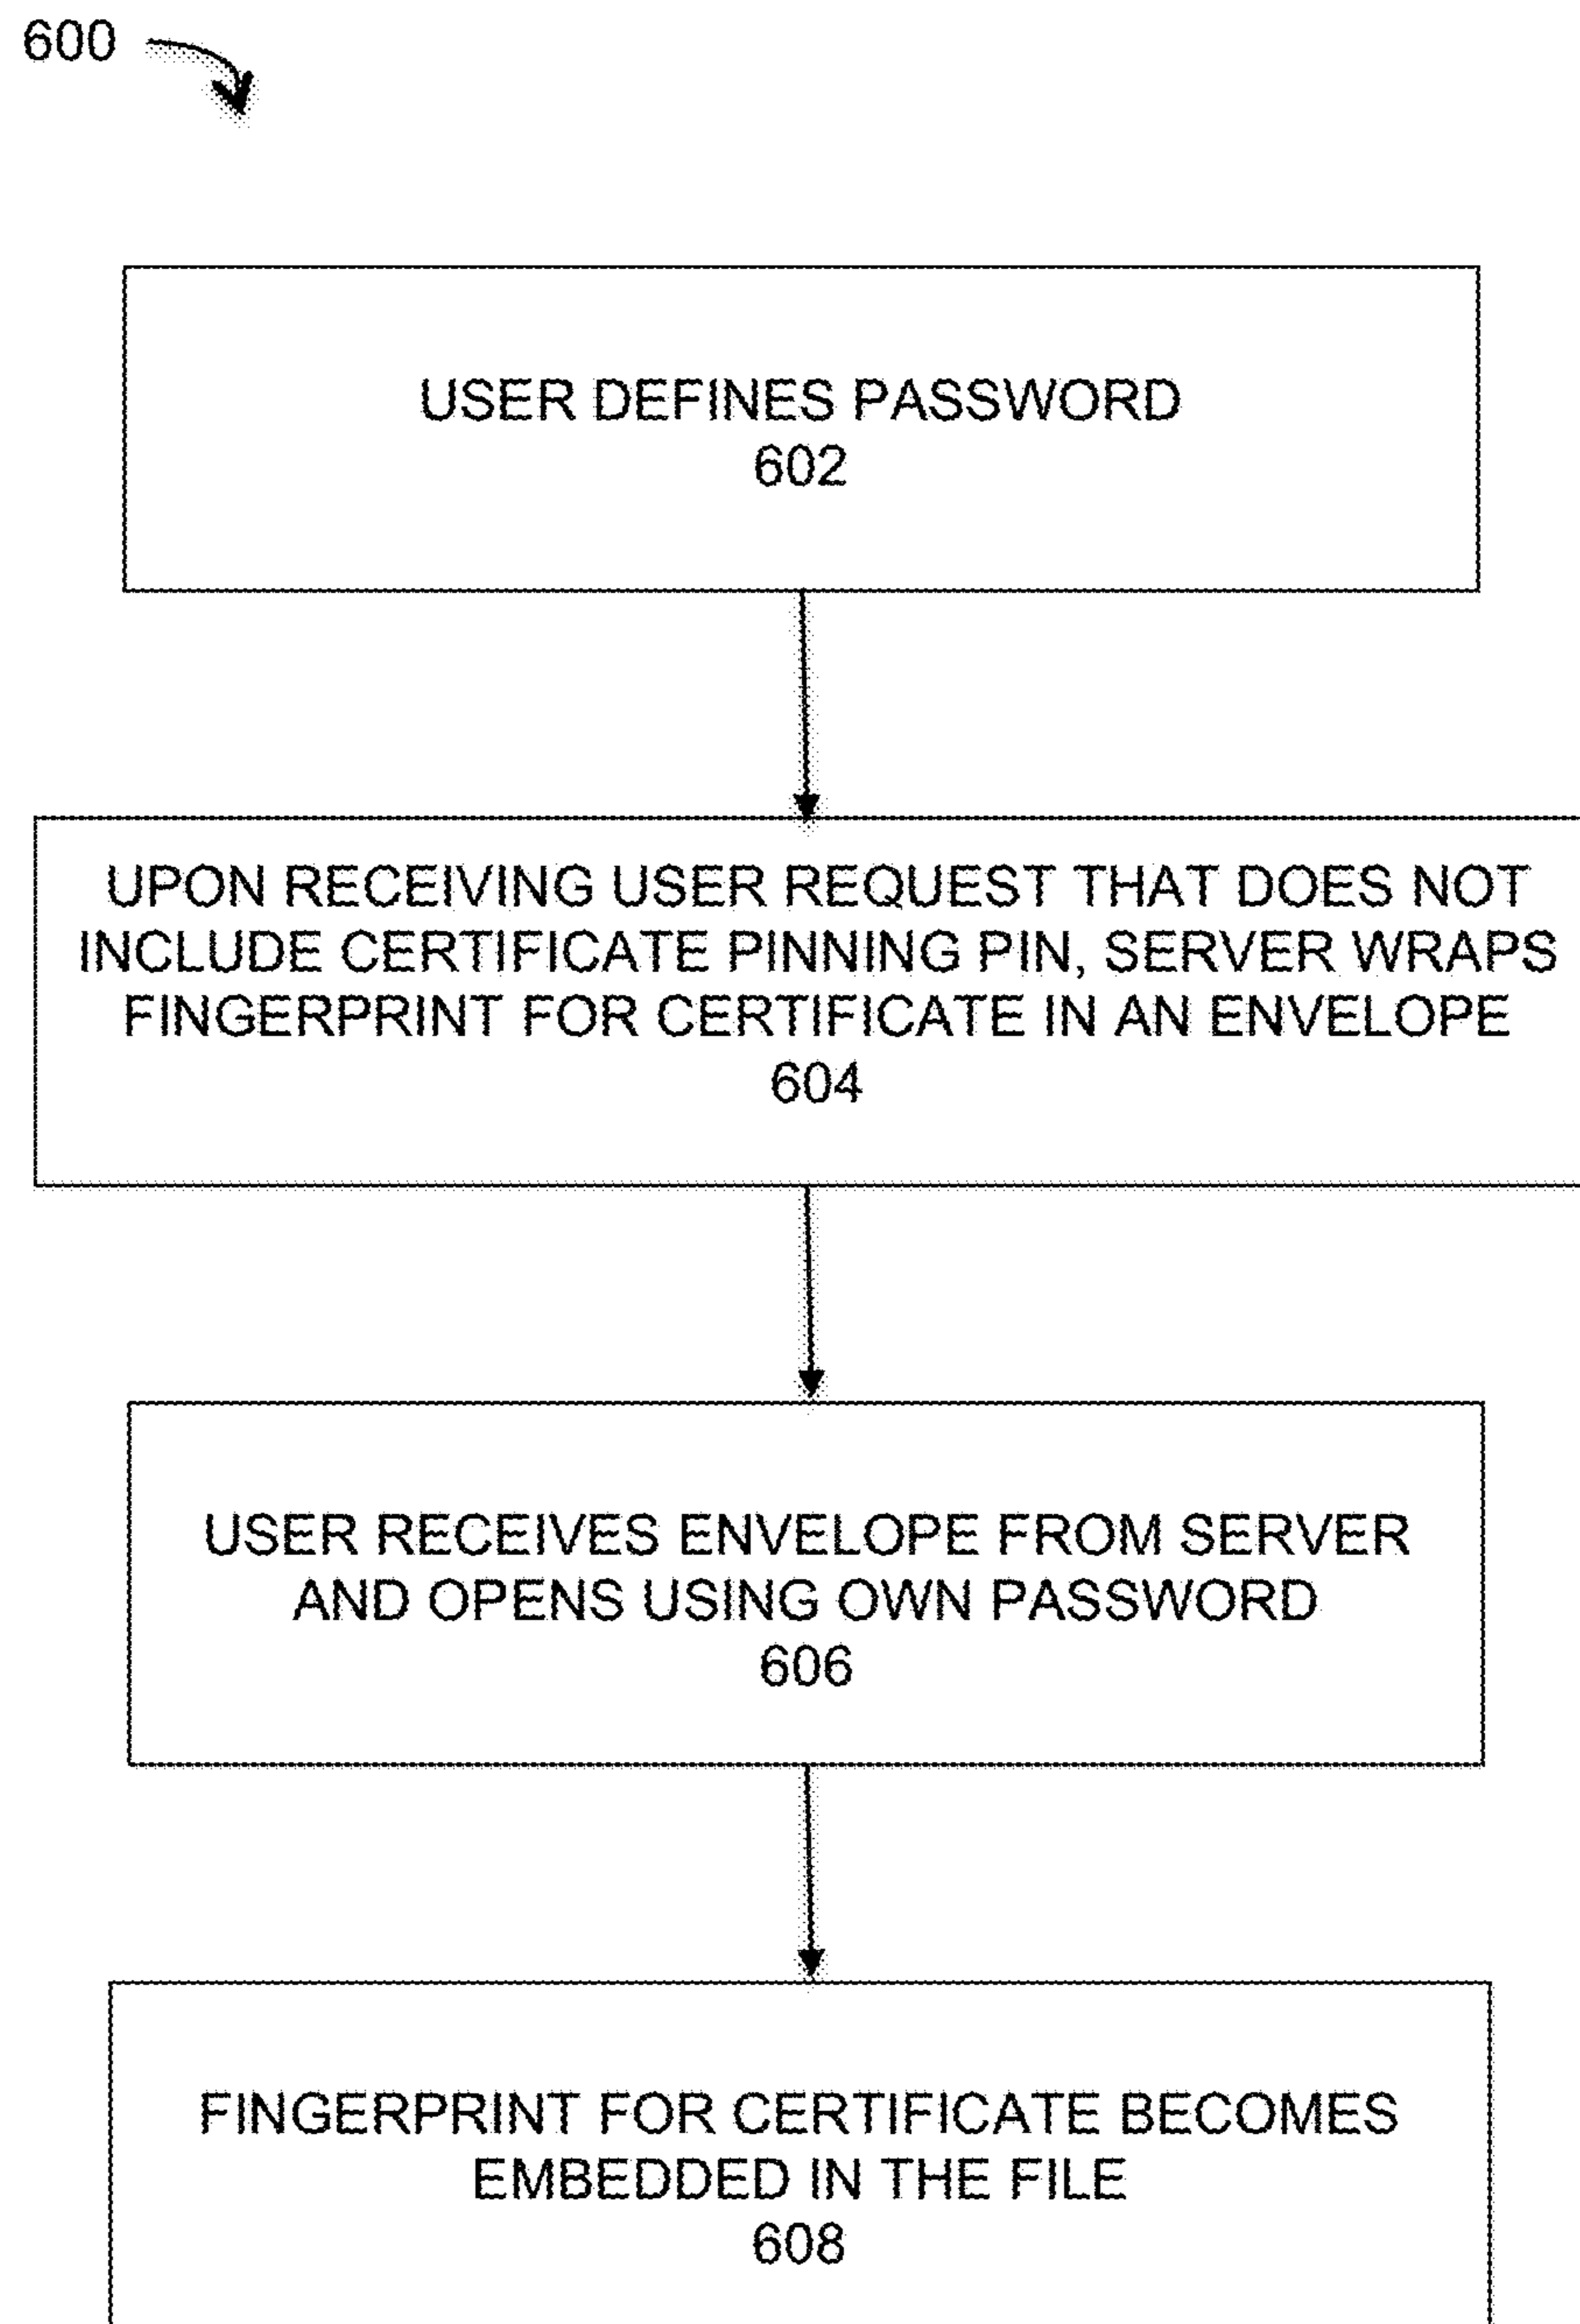 600
USER DEFINES PASSWORD
602
UPON RECEIVING USER REQUEST THAT DOES NOT
INCLUDE CERTIFICATE PINNING PIN, SERVER WRAPS
FINGERPRINT FOR CERTIFICATE IN AN ENVELOPE
604
USER RECEIVES ENVELOPE FROM SERVER
AND OPENS USING OWN PASSWORD
606
FINGERPRINT FOR CERTIFICATE BECOMES
EMBEDDED IN THE FILE
608